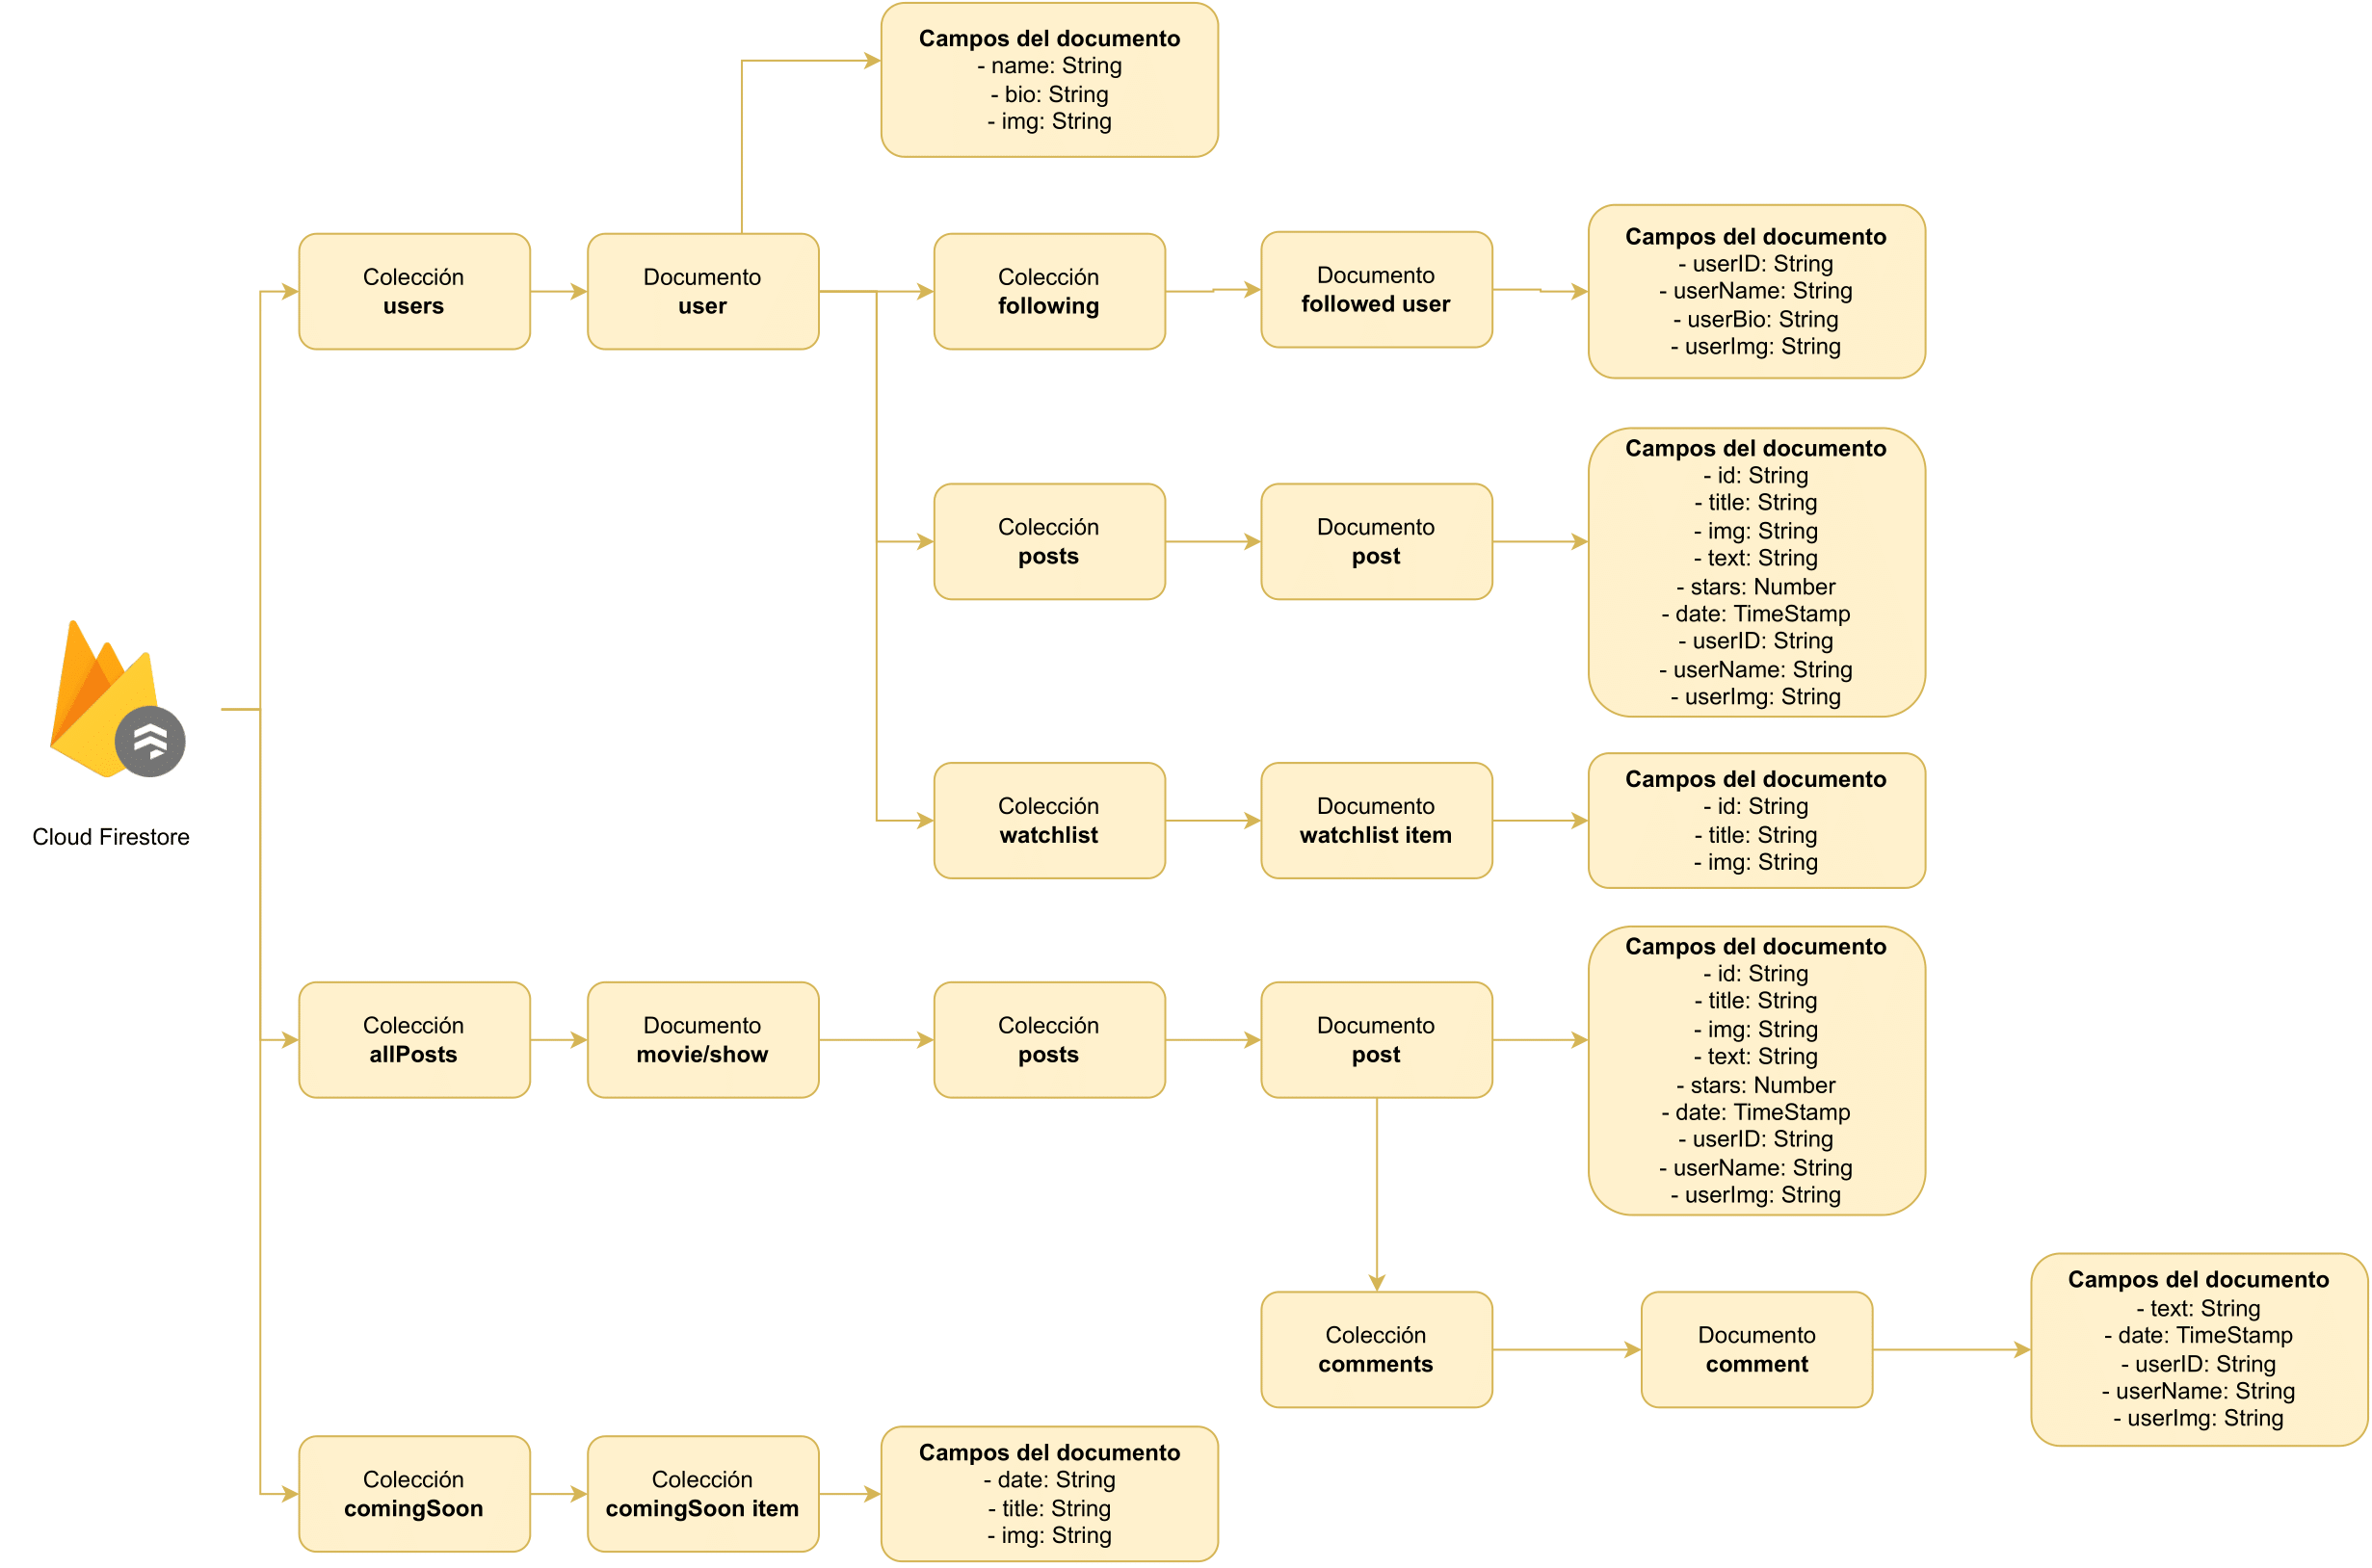 Campos del documento
- name: String
- bio: String
- img: String
Colección
users
Documento
user
Colección
following
Documento
followed user
Campos del documento
- userID: String
- userName: String
- userBio: String
- userImg: String
Colección
posts
Documento
post
Campos del documento
- id: String
- title: String
- img: String
- text: String
- stars: Number
- date: TimeStamp
- userID: String
- userName: String
- userImg: String
Cloud Firestore
Colección
watchlist
Documento
watchlist item
Campos del documento
- id: String
- title: String
- img: String
Colección
allPosts
Documento
movie/show
Colección
posts
Documento
post
Campos del documento
- id: String
- title: String
- img: String
- text: String
- stars: Number
- date: TimeStamp
- userID: String
- userName: String
- userImg: String
Colección
comments
Documento
comment
Campos del documento
- text: String
- date: TimeStamp
- userID: String
- userName: String
- userImg: String
Colección
comingSoon
Colección
comingSoon item
Campos del documento
- date: String
- title: String
- img: String